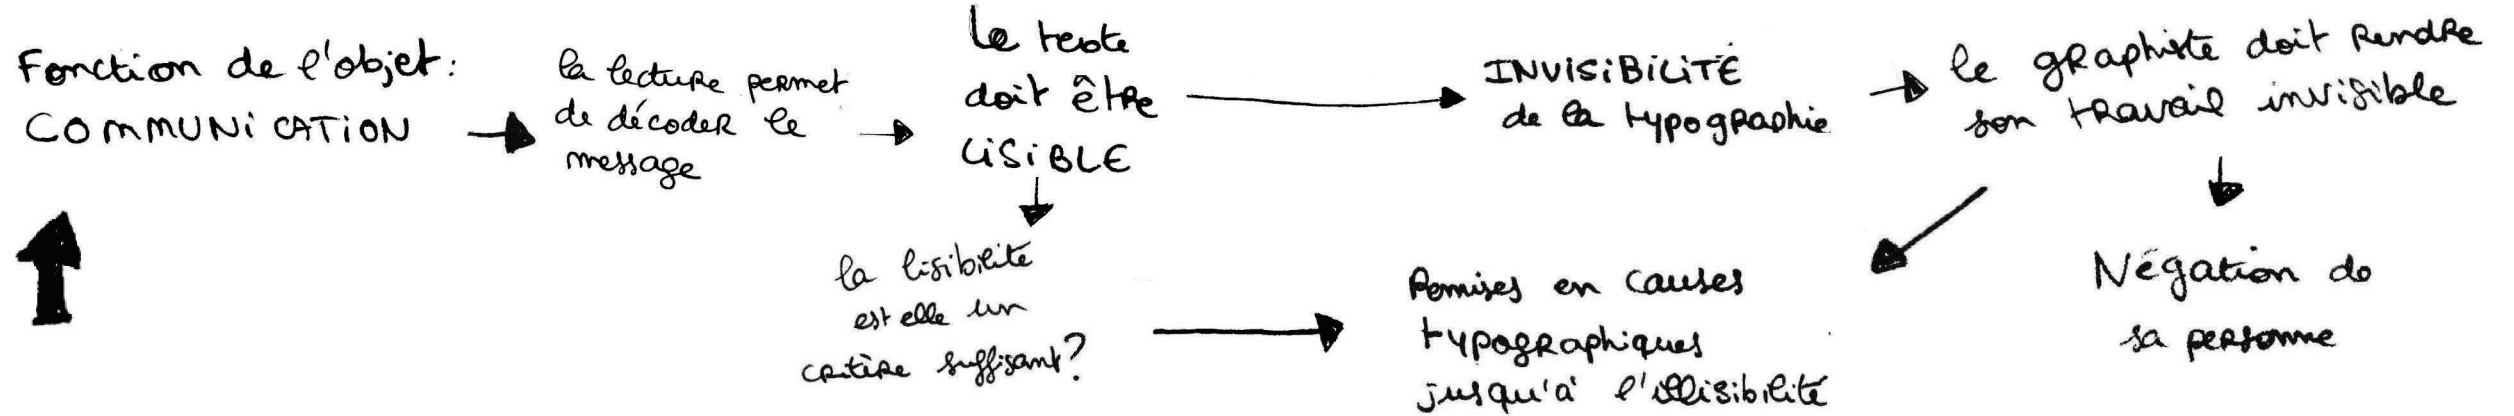 Fonction de l'objet :
COMMUNICATION
la lecture permet
de décoder le
message
le texte
doit être
LISIBLE
INVISIBILITÉ
de la typographie
le graphiste doit rendre
son travail invisible
la lisibilité
est elle un
critère suffisant ?
Remises en causes
typographiques
jusqu'à l'illisibilité
Négation de
sa personne